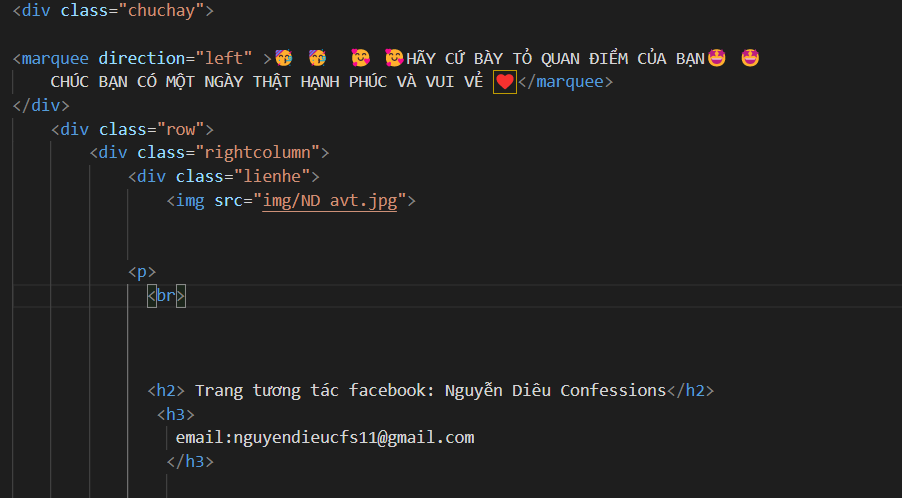 <div class="chuchay">
<marquee direction="left" >🥳 🥳  🥰 🥰HÃY CỨ BÀY TỎ QUAN ĐIỂM CỦA BẠN🤩 🤩
CHÚC BẠN CÓ MỘT NGÀY THẬT HẠNH PHÚC VÀ VUI VẺ ❤️</marquee>
</div>
<div class="row">
<div class="rightcolumn">
<div class="lienhe">
<img src="img/ND avt.jpg">
<p>
<br>
<h2> Trang tương tác facebook: Nguyễn Diêu Confessions</h2>
<h3>
email:nguyendieucfs11@gmail.com
</h3>